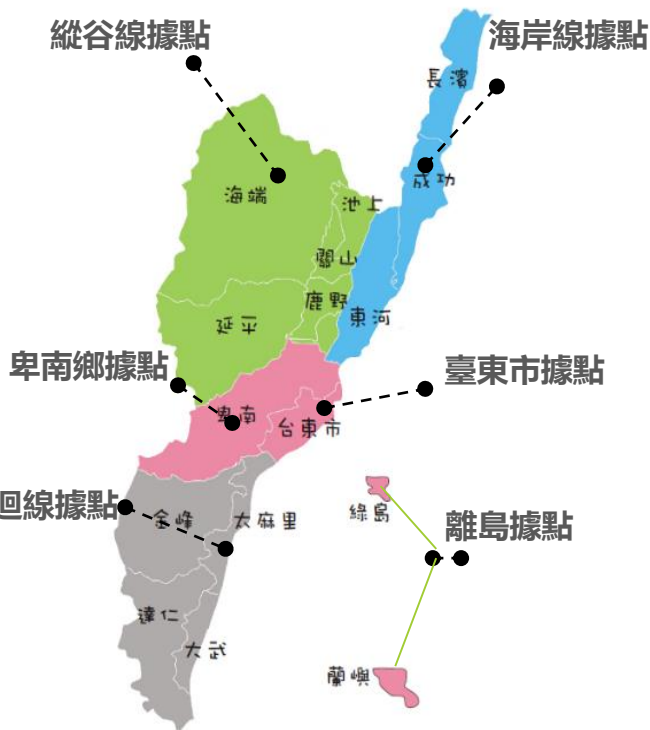 縱谷線據點
海岸線據點
長濱
成功
海端
池上
關山
鹿野
東河
延平
卑南鄉據點
臺東市據點
卑南
台東市
迴線據點
金峰
太麻里
綠島
離島據點
達仁
大武
蘭嶼